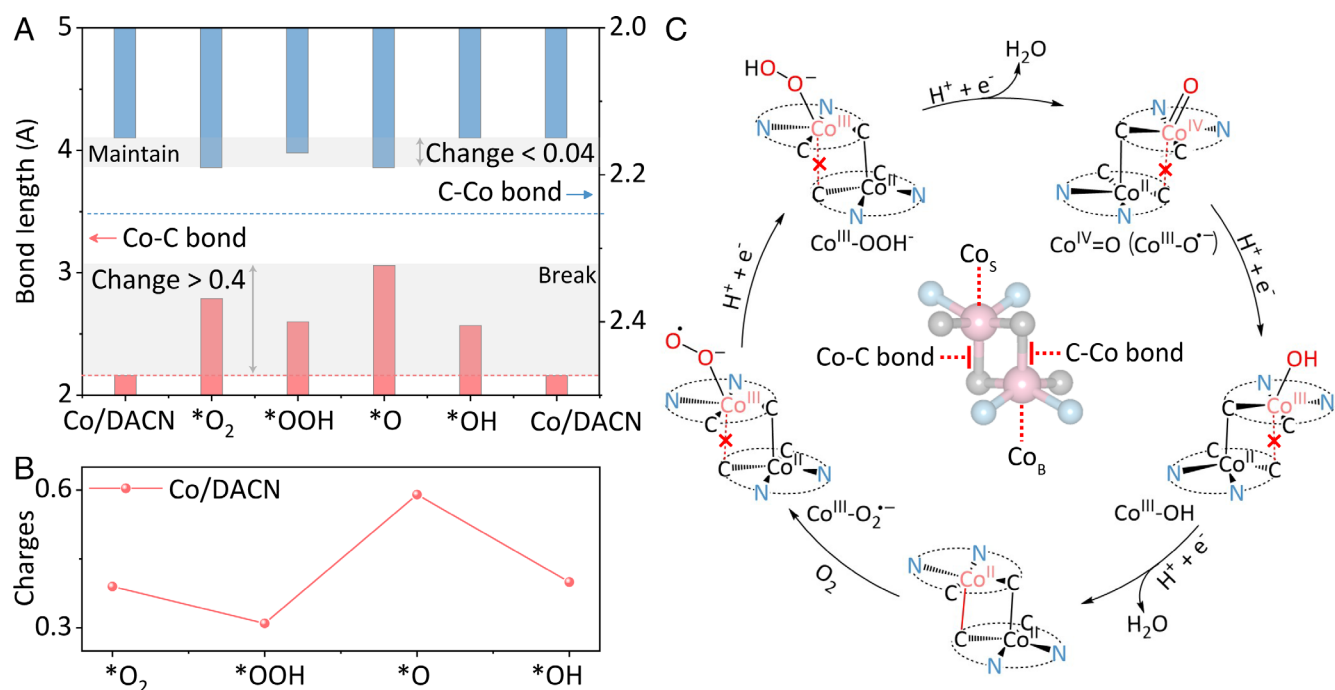 A
5
4
3
2
Bond length (A)
2.0
2.2
2.4
Maintain
Change < 0.04
C-Co bond
Co-C bond
Change > 0.4
Break
Co/DACN
*O₂
*OOH
*O
*OH
Co/DACN
B
0.6
0.3
Charges
Co/DACN
*O₂
*OOH
*O
*OH
C
HO
O⁻
N
N
Coᴵᴵᴵ
C
C
C
Coᴵᴵ
N
N
Coᴵᴵᴵ-OOH⁻
H⁺ + e⁻
H₂O
O
N
C
Coᴵⱽ
N
C
C
Coᴵᴵ
C
N
N
Coᴵⱽ=O (Coᴵᴵᴵ-O•⁻)
H⁺ + e⁻
OH
N
C
Coᴵᴵᴵ
N
C
C
Coᴵᴵ
C
N
N
Coᴵᴵᴵ-OH
H⁺ + e⁻
H₂O
N
N
Coᴵᴵ
C
C
C
C
Coᴵᴵ
N
N
O₂
O•
O⁻
N
N
Coᴵᴵᴵ
C
C
C
C
Coᴵᴵ
N
N
Coᴵᴵᴵ-O₂•⁻
H⁺ + e⁻
Co_S
Co-C bond
C-Co bond
Co_B